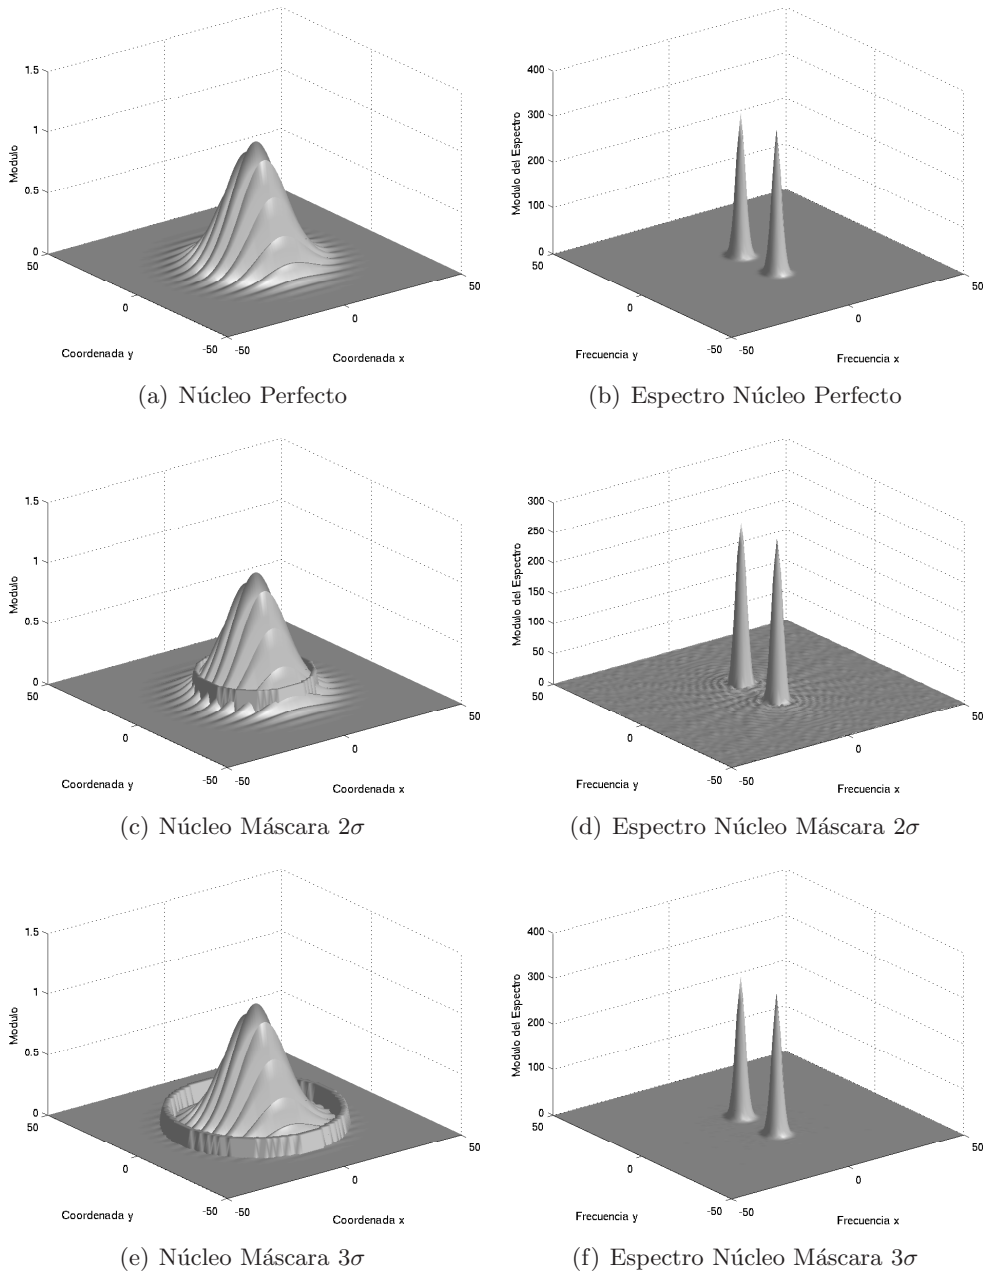 1.5
1
0.5
0
Modulo
50
0
-50
Coordenada y
-50
0
50
Coordenada x
(a) Núcleo Perfecto
400
300
200
100
0
Modulo del Espectro
50
0
-50
Frecuencia y
-50
0
50
Frecuencia x
(b) Espectro Núcleo Perfecto
1.5
1
0.5
0
Modulo
50
0
-50
Coordenada y
-50
0
50
Coordenada x
(c) Núcleo Máscara 2σ
300
250
200
150
100
50
0
Modulo del Espectro
50
0
-50
Frecuencia y
-50
0
50
Frecuencia x
(d) Espectro Núcleo Máscara 2σ
1.5
1
0.5
0
Modulo
50
0
-50
Coordenada y
-50
0
50
Coordenada x
(e) Núcleo Máscara 3σ
400
300
200
100
0
Modulo del Espectro
50
0
-50
Frecuencia y
-50
0
50
Frecuencia x
(f) Espectro Núcleo Máscara 3σ